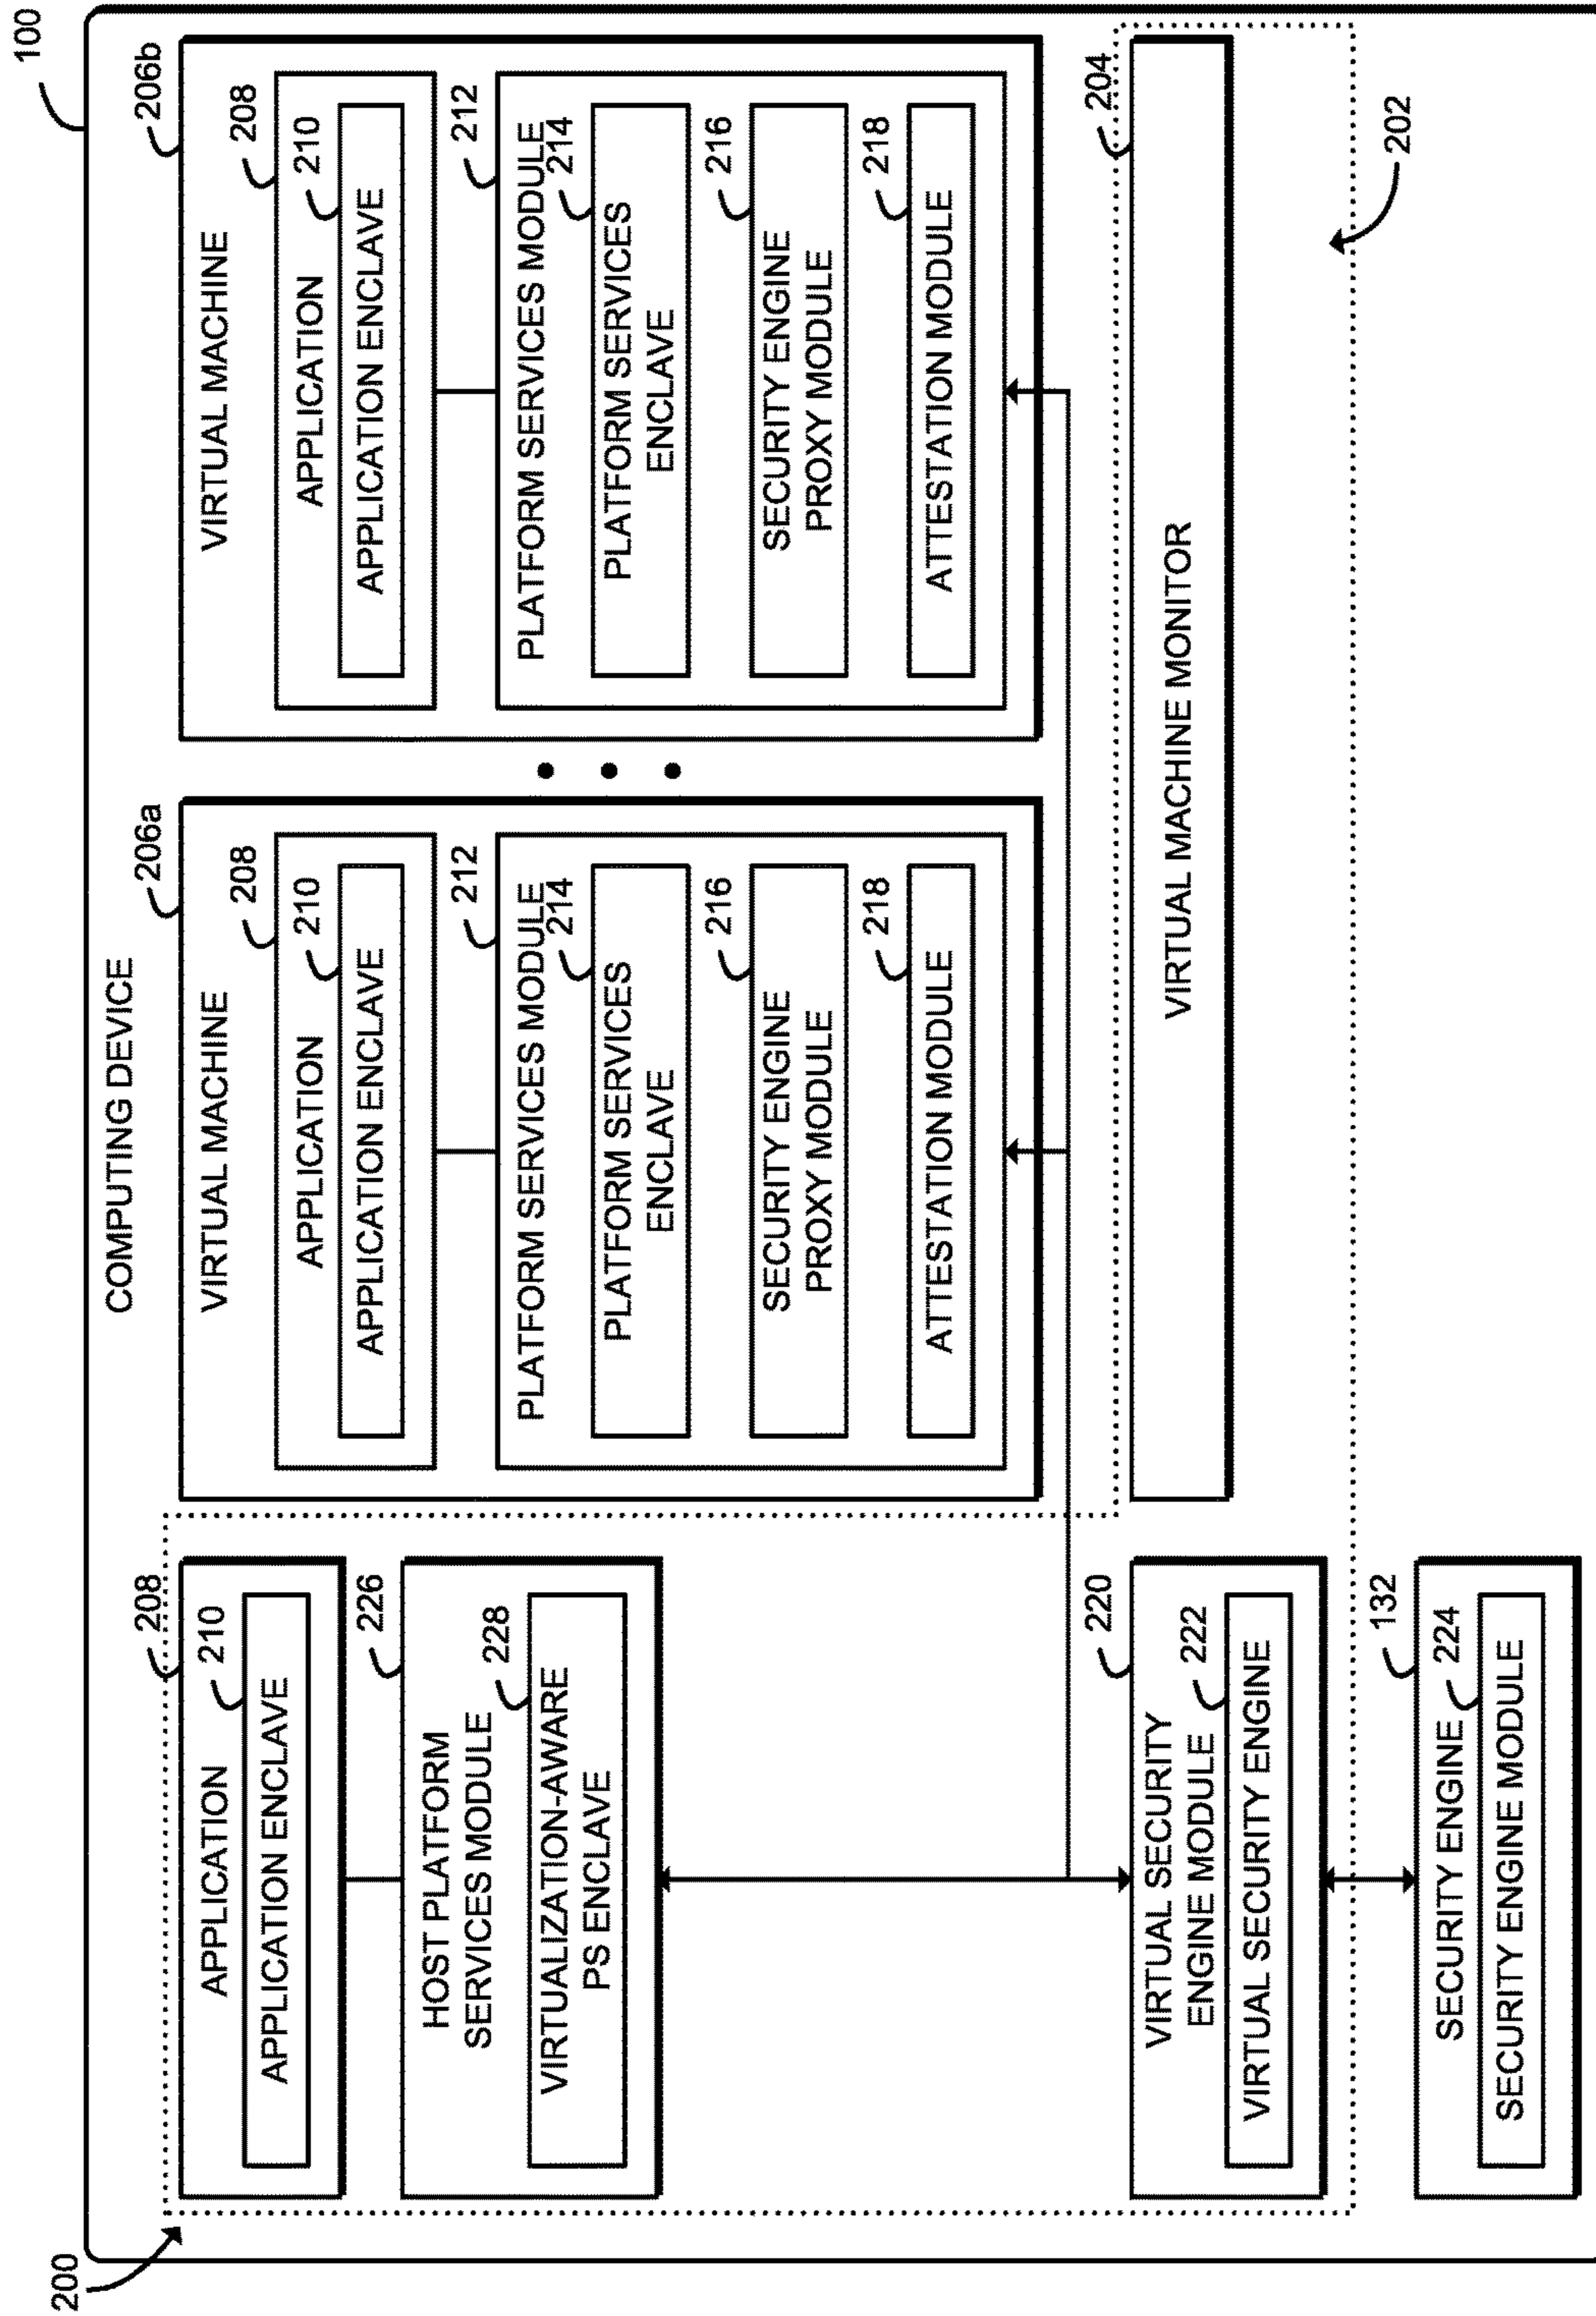 100
200
COMPUTING DEVICE
208
APPLICATION
210
APPLICATION ENCLAVE
226
HOST PLATFORM
SERVICES MODULE
228
VIRTUALIZATION-AWARE
PS ENCLAVE
220
VIRTUAL SECURITY
ENGINE MODULE
222
VIRTUAL SECURITY ENGINE
132
SECURITY ENGINE
224
SECURITY ENGINE MODULE
206a
VIRTUAL MACHINE
208
APPLICATION
210
APPLICATION ENCLAVE
212
PLATFORM SERVICES MODULE
214
PLATFORM SERVICES
ENCLAVE
216
SECURITY ENGINE
PROXY MODULE
218
ATTESTATION MODULE
206b
VIRTUAL MACHINE
208
APPLICATION
210
APPLICATION ENCLAVE
212
PLATFORM SERVICES MODULE
214
PLATFORM SERVICES
ENCLAVE
216
SECURITY ENGINE
PROXY MODULE
218
ATTESTATION MODULE
204
VIRTUAL MACHINE MONITOR
202